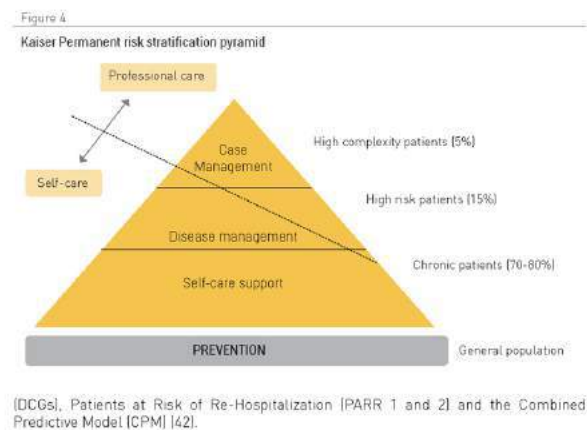 Figure 4
Kaiser Permanent risk stratification pyramid
Professional care
Self-care
Case
Management
High complexity patients (5%)
High risk patients (15%)
Disease management
Chronic patients (70-80%)
Self-care support
PREVENTION
General population
(DCGs), Patients at Risk of Re-Hospitalization (PARR 1 and 2) and the Combined
Predictive Model (CPM) (42).